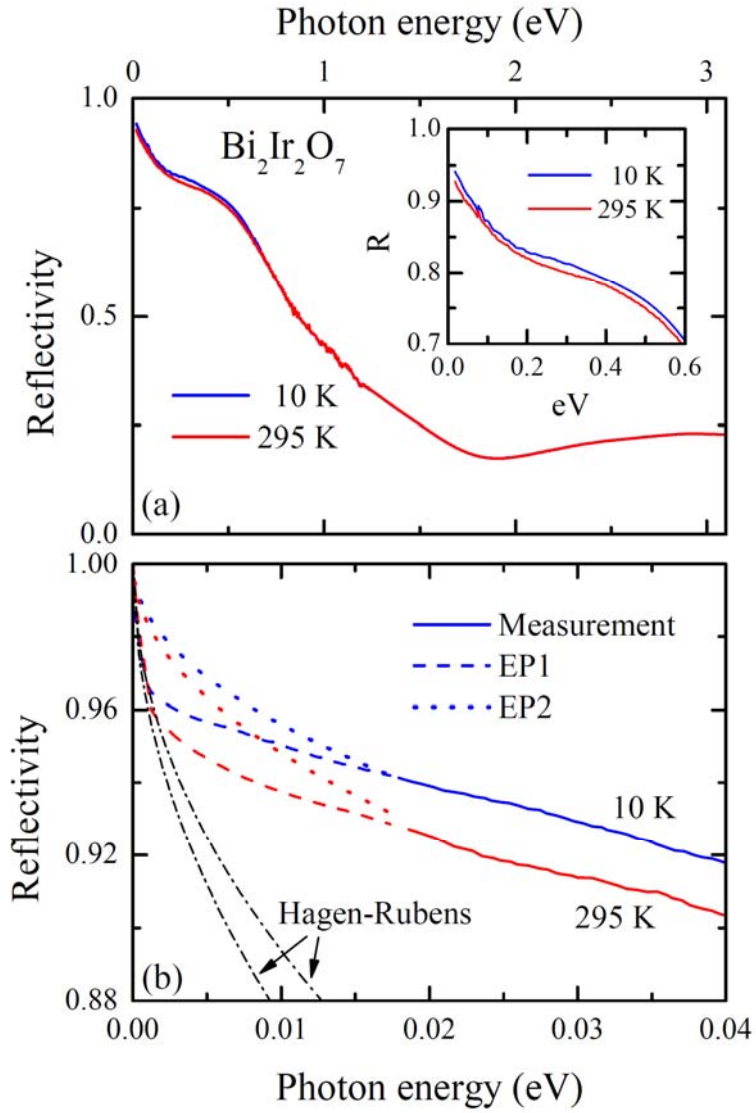 Photon energy (eV)
0 1 2 3
1.0
0.5
0.0
Reflectivity
Bi₂Ir₂O₇
10 K
295 K
(a)
1.0
0.9
0.8
0.7
R
10 K
295 K
0.0 0.2 0.4 0.6
eV
1.00
0.96
0.92
0.88
Reflectivity
Measurement
EP1
EP2
10 K
295 K
Hagen-Rubens
(b)
0.00 0.01 0.02 0.03 0.04
Photon energy (eV)